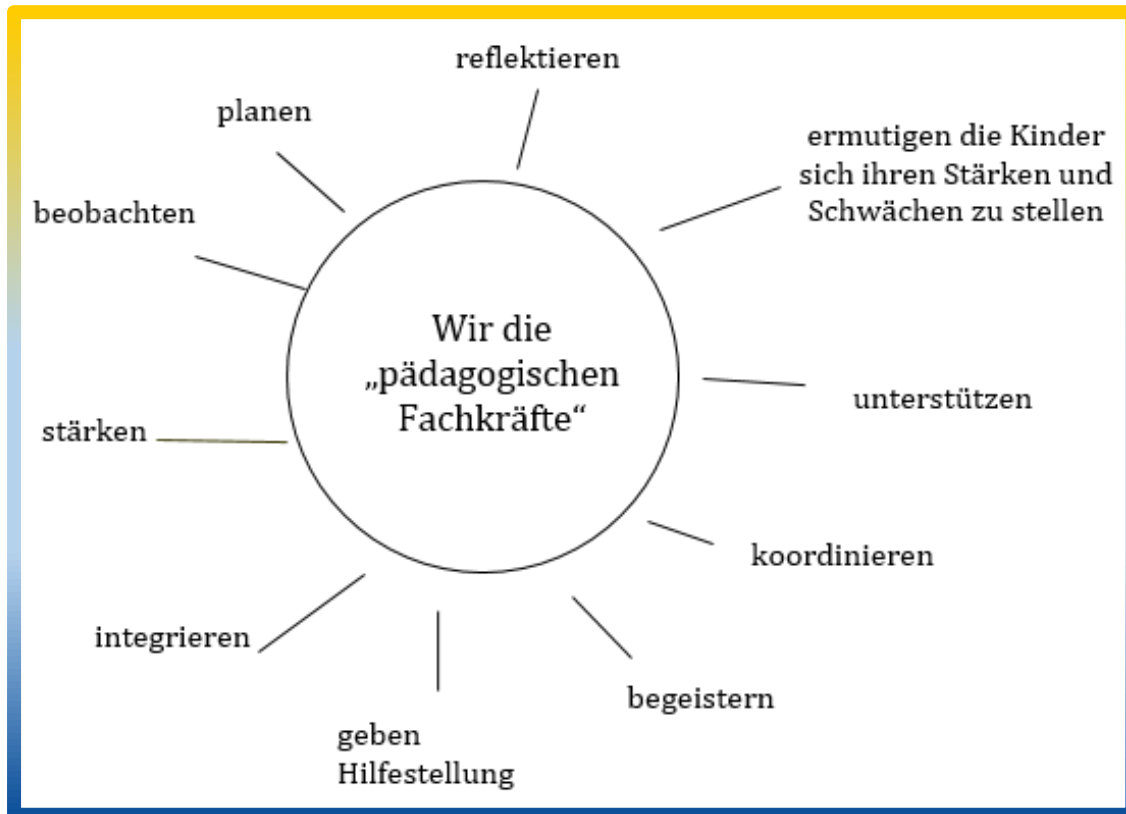 reflektieren
planen
ermutigen die Kinder
sich ihren Stärken und
Schwächen zu stellen
beobachten
Wir die
„pädagogischen
Fachkräfte“
unterstützen
stärken
koordinieren
integrieren
begeistern
geben
Hilfestellung